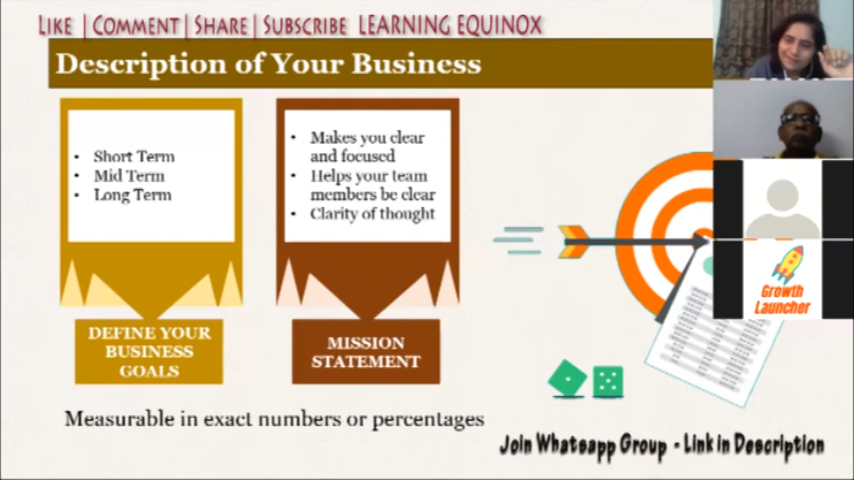 LIKE | COMMENT | SHARE | SUBSCRIBE LEARNING EQUINOX
Description of Your Business
• Short Term
• Mid Term
• Long Term
DEFINE YOUR
BUSINESS
GOALS
• Makes you clear
and focused
• Helps your team
members be clear
• Clarity of thought
MISSION
STATEMENT
Measurable in exact numbers or percentages
Growth
Launcher
Join Whatsapp Group - Link in Description